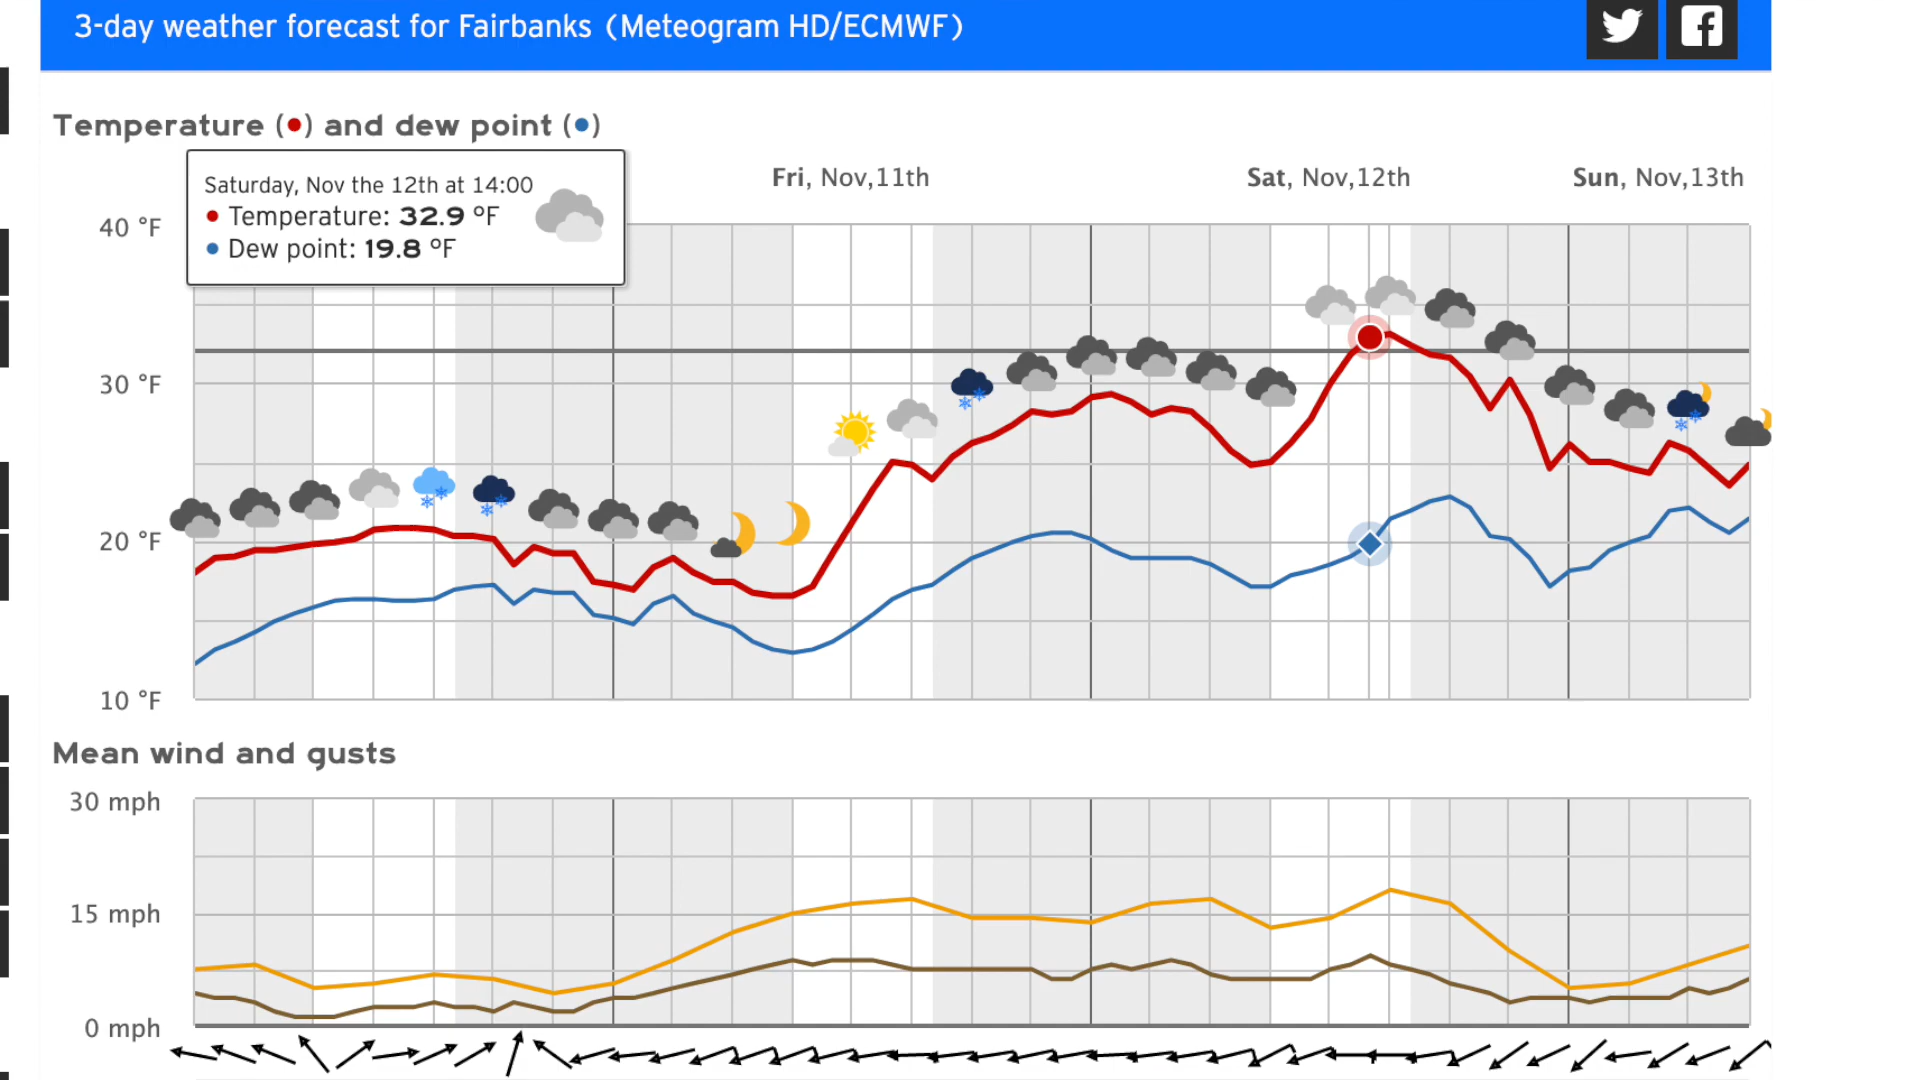 3-day weather forecast for Fairbanks (Meteogram HD/ECMWF)
Temperature (●) and dew point (●)
Saturday, Nov the 12th at 14:00
● Temperature: 32.9 °F
● Dew point: 19.8 °F
Fri, Nov,11th
Sat, Nov,12th
Sun, Nov,13th
40 °F
30 °F
20 °F
10 °F
Mean wind and gusts
30 mph
15 mph
0 mph